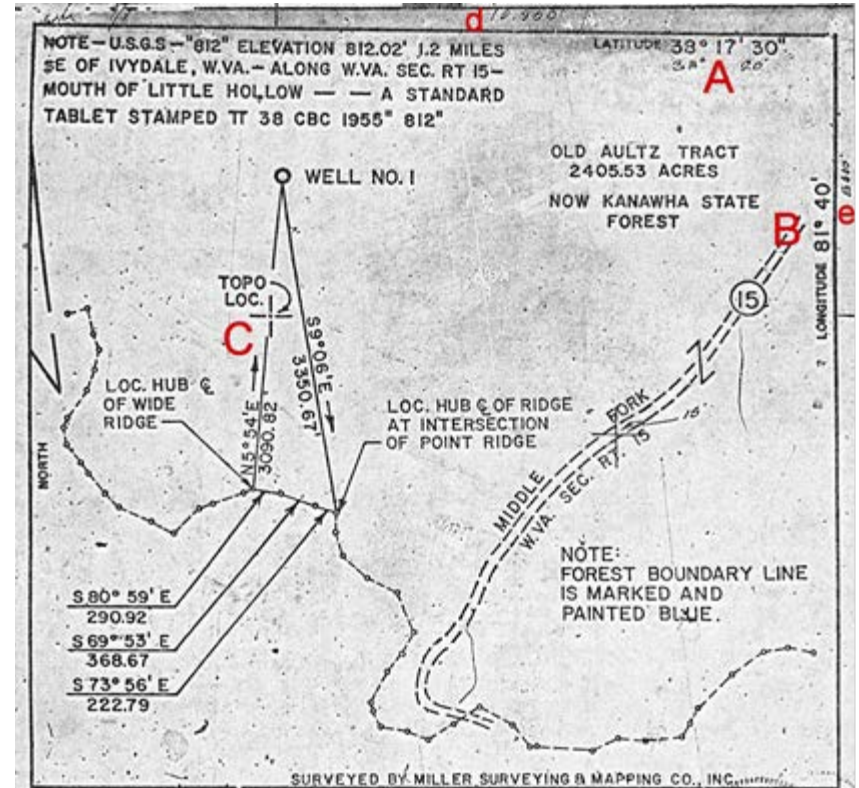 d
10,900
NOTE-U.S.G.S-"812" ELEVATION 812.02' 1.2 MILES
SE OF IVYDALE, W.VA.- ALONG W.VA. SEC. RT 15-
MOUTH OF LITTLE HOLLOW — — A STANDARD
TABLET STAMPED TT 38 CBC 1955" 812"
LATITUDE 38° 17' 30"
38° 20'
A
OLD AULTZ TRACT
2405.53 ACRES
NOW KANAWHA STATE
FOREST
WELL NO. 1
B
e
LONGITUDE 81° 40'
15
TOPO
LOC.
C
S9°06'E
3350.67'
N5°54'E
3090.82'
LOC. HUB ℄
OF WIDE
RIDGE
LOC. HUB ℄ OF RIDGE
AT INTERSECTION
OF POINT RIDGE
NORTH
MIDDLE FORK
W.VA. SEC. RT 15
15'
S 80° 59' E
290.92
S 69° 53' E
368.67
S 73° 56' E
222.79
NOTE:
FOREST BOUNDARY LINE
IS MARKED AND
PAINTED BLUE.
SURVEYED BY MILLER SURVEYING & MAPPING CO., INC.